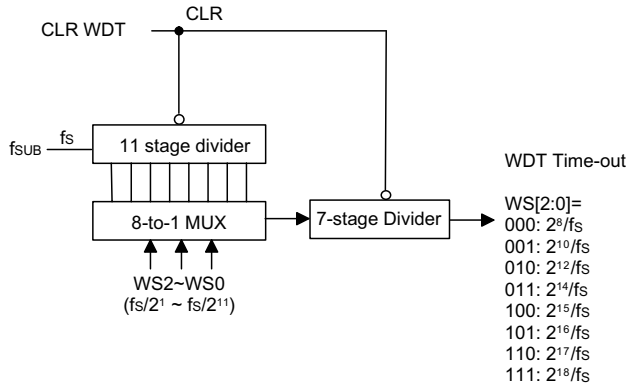 CLR
CLR WDT
fS
fSUB
11 stage divider
8-to-1 MUX
7-stage Divider
WS2~WS0
(fS/2¹ ~ fS/2¹¹)
WDT Time-out
WS[2:0]=
000: 2⁸/fS
001: 2¹⁰/fS
010: 2¹²/fS
011: 2¹⁴/fS
100: 2¹⁵/fS
101: 2¹⁶/fS
110: 2¹⁷/fS
111: 2¹⁸/fS